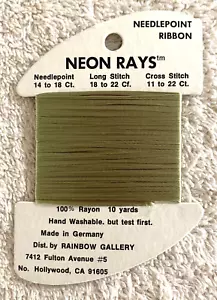 NEEDLEPOINT
RIBBON
NEON RAYS™
Needlepoint Long Stitch Cross Stitch
14 to 18 Ct. 18 to 22 Ct. 11 to 22 Ct.
100% Rayon 10 yards
Hand Washable, but test first.
Made in Germany
Dist. by RAINBOW GALLERY
7412 Fulton Avenue #5
No. Hollywood, CA 91605